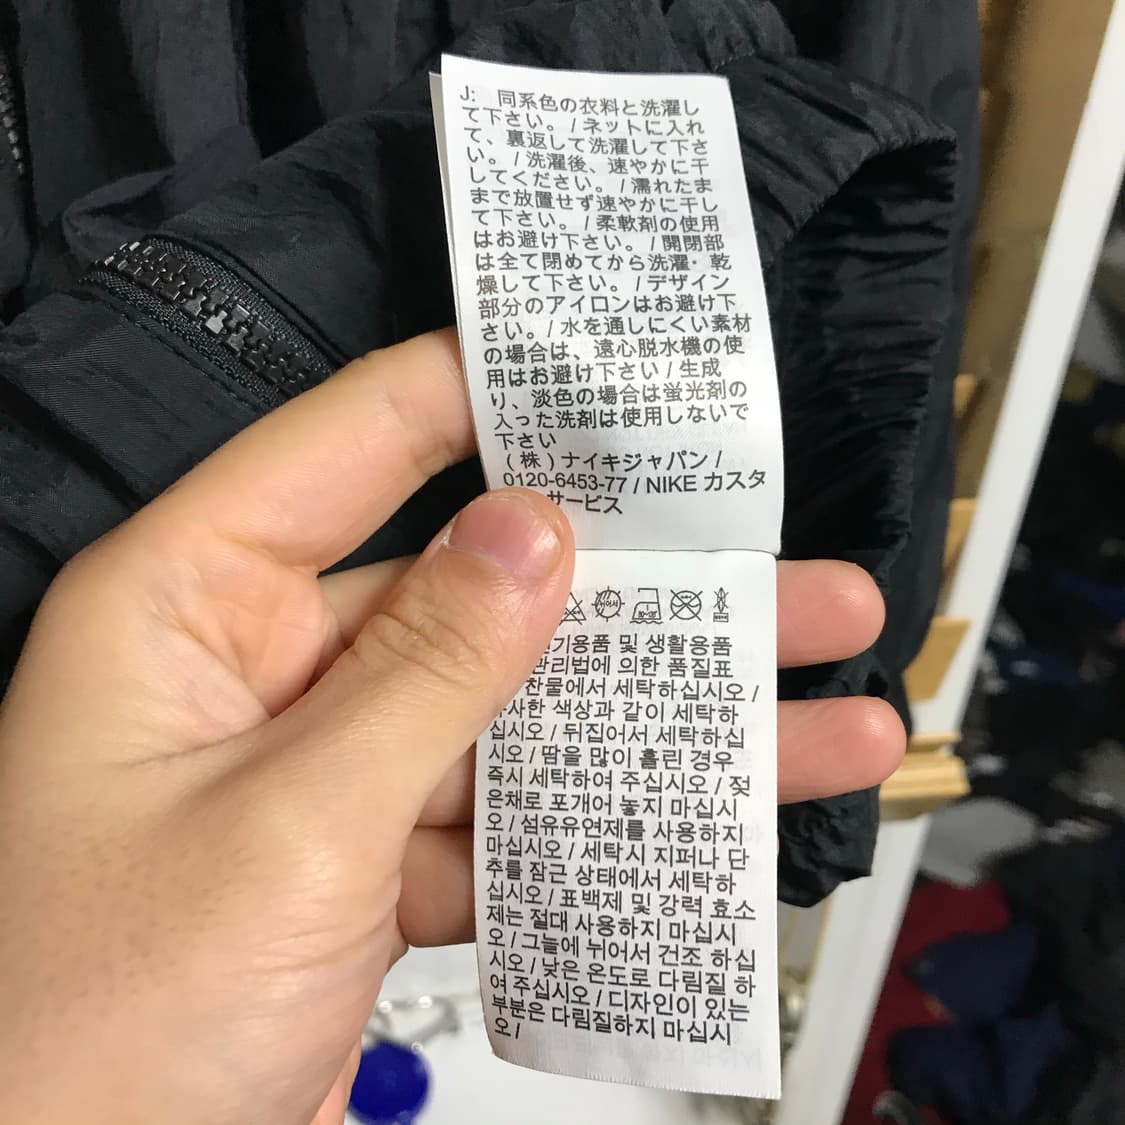 J: 同系色の衣料と洗濯し
て下さい。 / ネットに入れ
て、裏返して洗濯して下さ
い。 / 洗濯後、速やかに干
してください。 / 濡れたま
まで放置せず速やかに干し
て下さい。 / 柔軟剤の使用
はお避け下さい。 / 開閉部
は全て閉めてから洗濯・乾
燥して下さい。 / デザイン
部分のアイロンはお避け下
さい。 / 水を通しにくい素材
の場合は、遠心脱水機の使
用はお避け下さい / 生成
り、淡色の場合は蛍光剤の
入った洗剤は使用しないで
下さい
(株) ナイキジャパン /
0120-6453-77 / NIKE カスタ
サービス
기용품 및 생활용품
관리법에 의한 품질표
찬물에서 세탁하십시오 /
사한 색상과 같이 세탁하
십시오 / 뒤집어서 세탁하십
시오 / 땀을 많이 흘린 경우
즉시 세탁하여 주십시오 / 젖
은채로 포개어 놓지 마십시
오 / 섬유유연제를 사용하지
마십시오 / 세탁시 지퍼나 단
추를 잠근 상태에서 세탁하
십시오 / 표백제 및 강력 효소
제는 절대 사용하지 마십시
오 / 그늘에 뉘어서 건조 하십
시오 / 낮은 온도로 다림질 하
여 주십시오 / 디자인이 있는
부분은 다림질하지 마십시
오 /